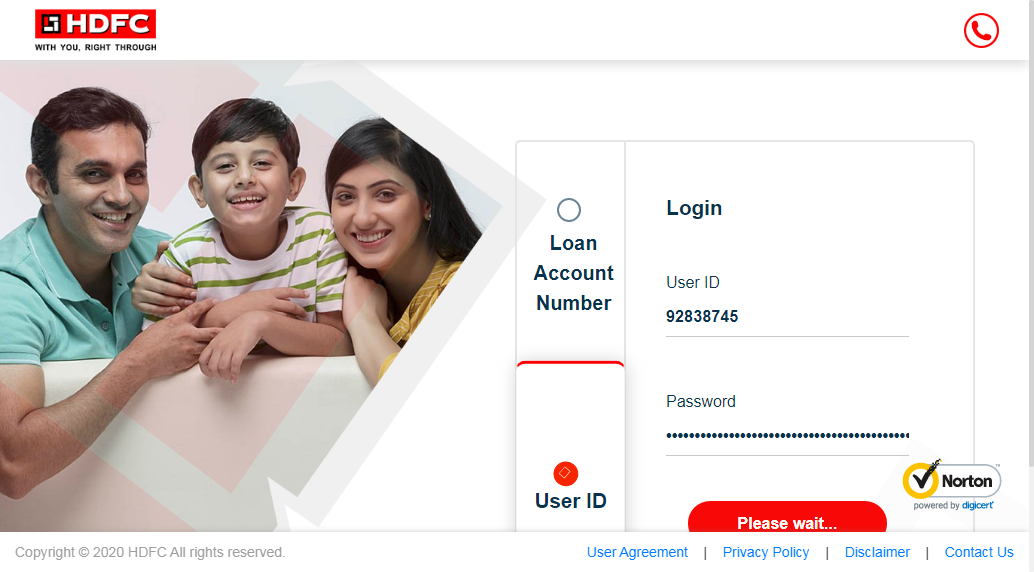 HDFC
WITH YOU, RIGHT THROUGH
Loan
Account
Number
User ID
Login
User ID
92838745
Password
•••••••••••••••••••••••••••••••••••••••••••
Please wait...
Norton
powered by digicert
Copyright © 2020 HDFC All rights reserved.
User Agreement | Privacy Policy | Disclaimer | Contact Us